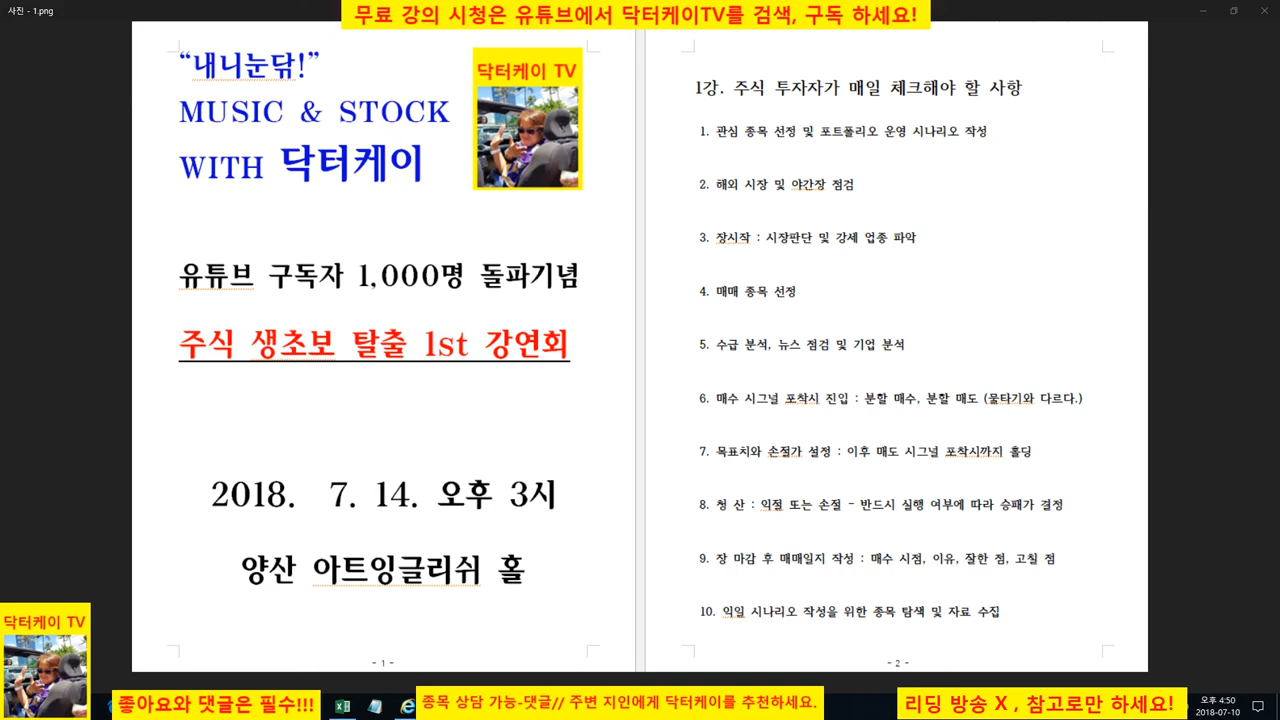 사진 - 1.png
무료 강의 시청은 유튜브에서 닥터케이TV를 검색, 구독 하세요!
“내니눈닦!”
MUSIC & STOCK
WITH 닥터케이
닥터케이 TV
유튜브 구독자 1,000명 돌파기념
주식 생초보 탈출 1st 강연회
2018. 7. 14. 오후 3시
양산 아트잉글리쉬 홀
- 1 -
1강. 주식 투자자가 매일 체크해야 할 사항
1. 관심 종목 선정 및 포트폴리오 운영 시나리오 작성
2. 해외 시장 및 야간장 점검
3. 장시작 : 시장판단 및 강세 업종 파악
4. 매매 종목 선정
5. 수급 분석, 뉴스 점검 및 기업 분석
6. 매수 시그널 포착시 진입 : 분할 매수, 분할 매도 (물타기와 다르다.)
7. 목표치와 손절가 설정 : 이후 매도 시그널 포착시까지 홀딩
8. 청 산 : 익절 또는 손절 - 반드시 실행 여부에 따라 승패가 결정
9. 장 마감 후 매매일지 작성 : 매수 시점, 이유, 잘한 점, 고칠 점
10. 익일 시나리오 작성을 위한 종목 탐색 및 자료 수집
- 2 -
닥터케이 TV
좋아요와 댓글은 필수!!!
종목 상담 가능-댓글// 주변 지인에게 닥터케이를 추천하세요.
리딩 방송 X , 참고로만 하세요!
오후 4:50
2018-07-10